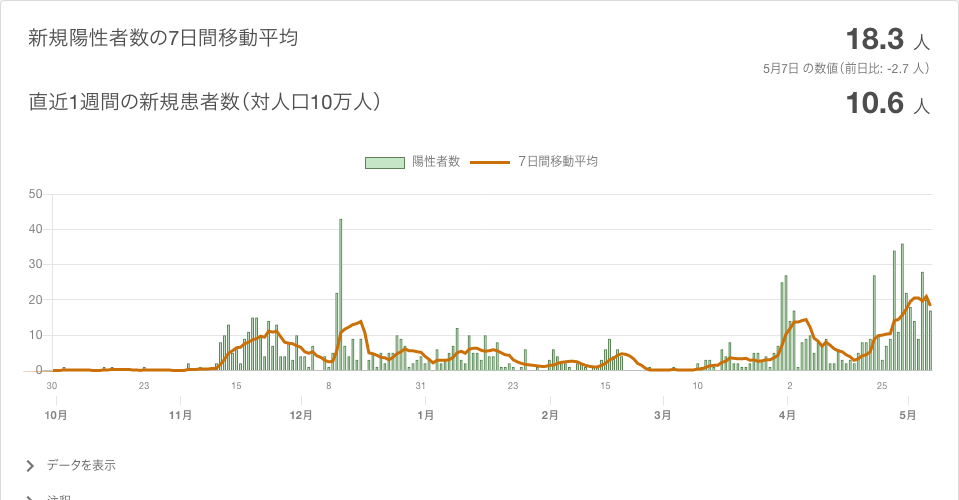 新規陽性者数の7日間移動平均
18.3 人
5月7日 の数値（前日比: -2.7 人）
直近1週間の新規患者数（対人口10万人）
10.6 人
陽性者数 7日間移動平均
50
40
30
20
10
0
30 23 15 8 31 23 15 10 2 25
10月 11月 12月 1月 2月 3月 4月 5月
データを表示
注釈